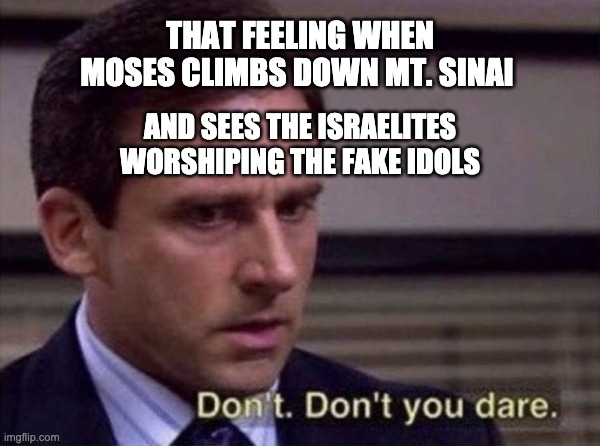 THAT FEELING WHEN
MOSES CLIMBS DOWN MT. SINAI
AND SEES THE ISRAELITES
WORSHIPING THE FAKE IDOLS
Don't. Don't you dare.
imgflip.com